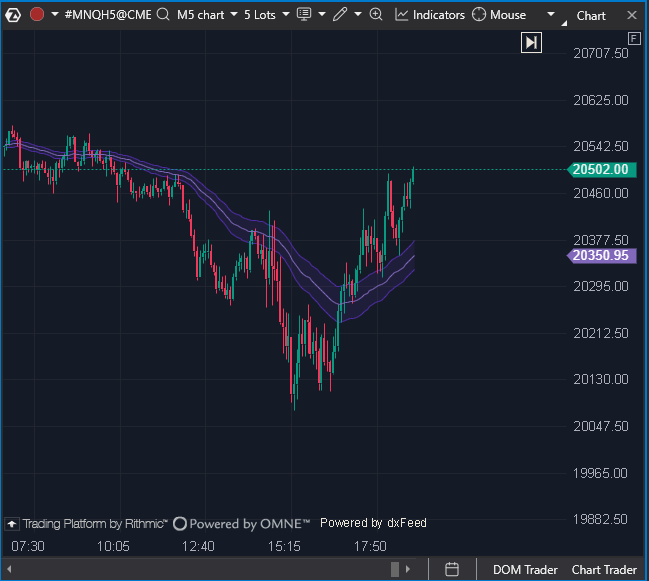 #MNQH5@CME M5 chart 5 Lots Indicators Mouse Chart
F
20707.50
20625.00
20542.50
20502.00
20460.00
20377.50
20350.95
20295.00
20212.50
20130.00
20047.50
19965.00
19882.50
Trading Platform by Rithmic™ Powered by OMNE™ Powered by dxFeed
07:30 10:05 12:40 15:15 17:50
DOM Trader Chart Trader